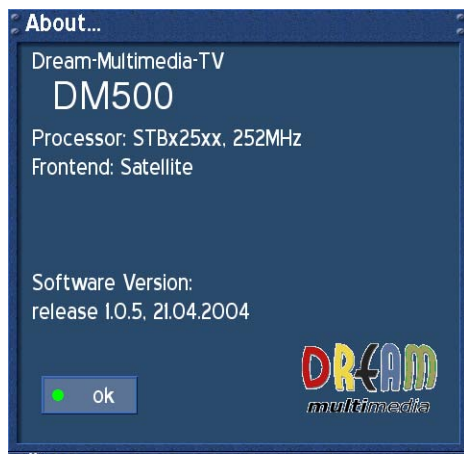 About...
Dream-Multimedia-TV
DM500
Processor: STBx25xx, 252MHz
Frontend: Satellite
Software Version:
release 1.0.5, 21.04.2004
DREAM
multimedia
ok